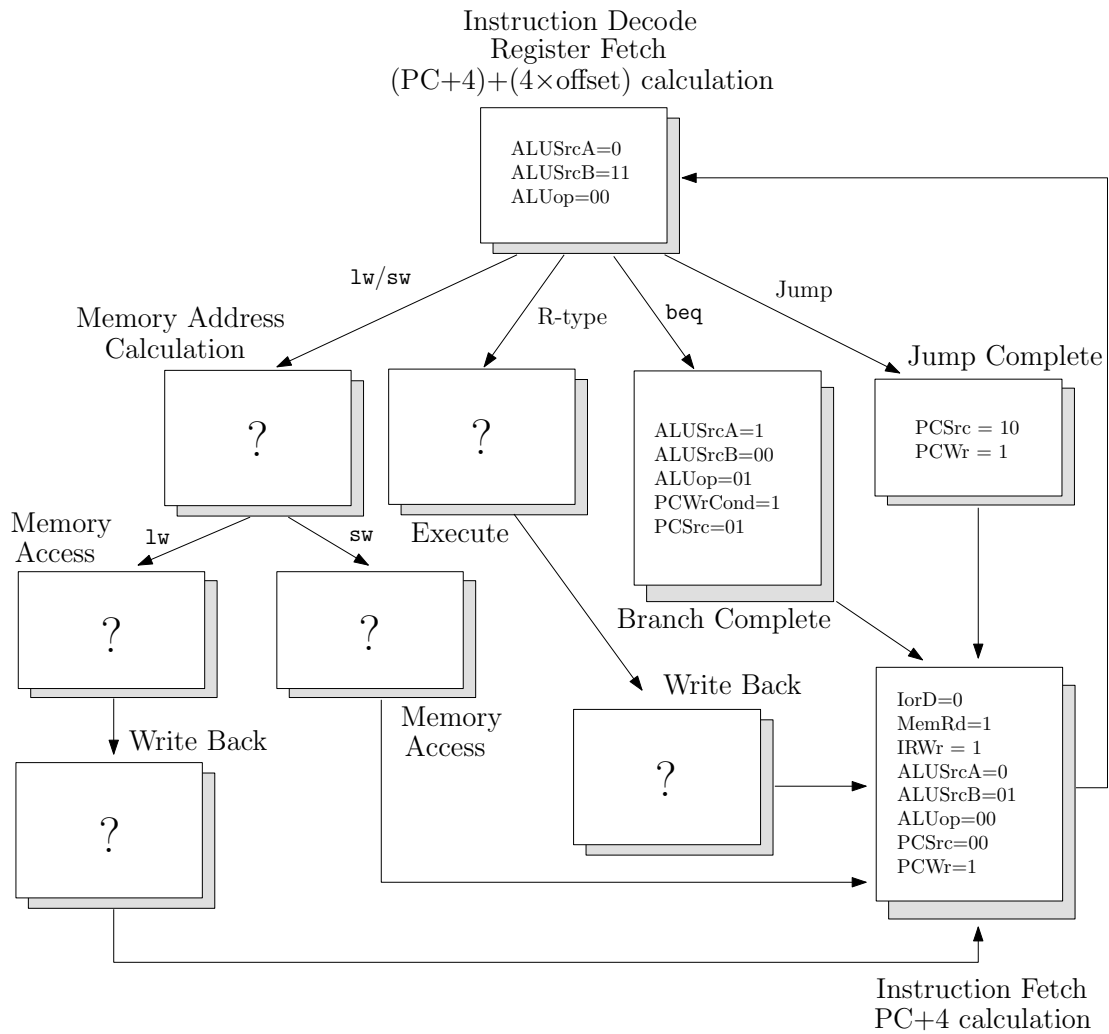 Instruction Decode
Register Fetch
(PC+4)+(4×offset) calculation
ALUSrcA=0
ALUSrcB=11
ALUop=00
lw/sw
R-type
beq
Jump
Memory Address
Calculation
?
?
ALUSrcA=1
ALUSrcB=00
ALUop=01
PCWrCond=1
PCSrc=01
Jump Complete
PCSrc = 10
PCWr = 1
Memory
Access
lw
sw
Execute
?
?
Branch Complete
Write Back
Memory
Access
Write Back
?
?
IorD=0
MemRd=1
IRWr = 1
ALUSrcA=0
ALUSrcB=01
ALUop=00
PCSrc=00
PCWr=1
Instruction Fetch
PC+4 calculation